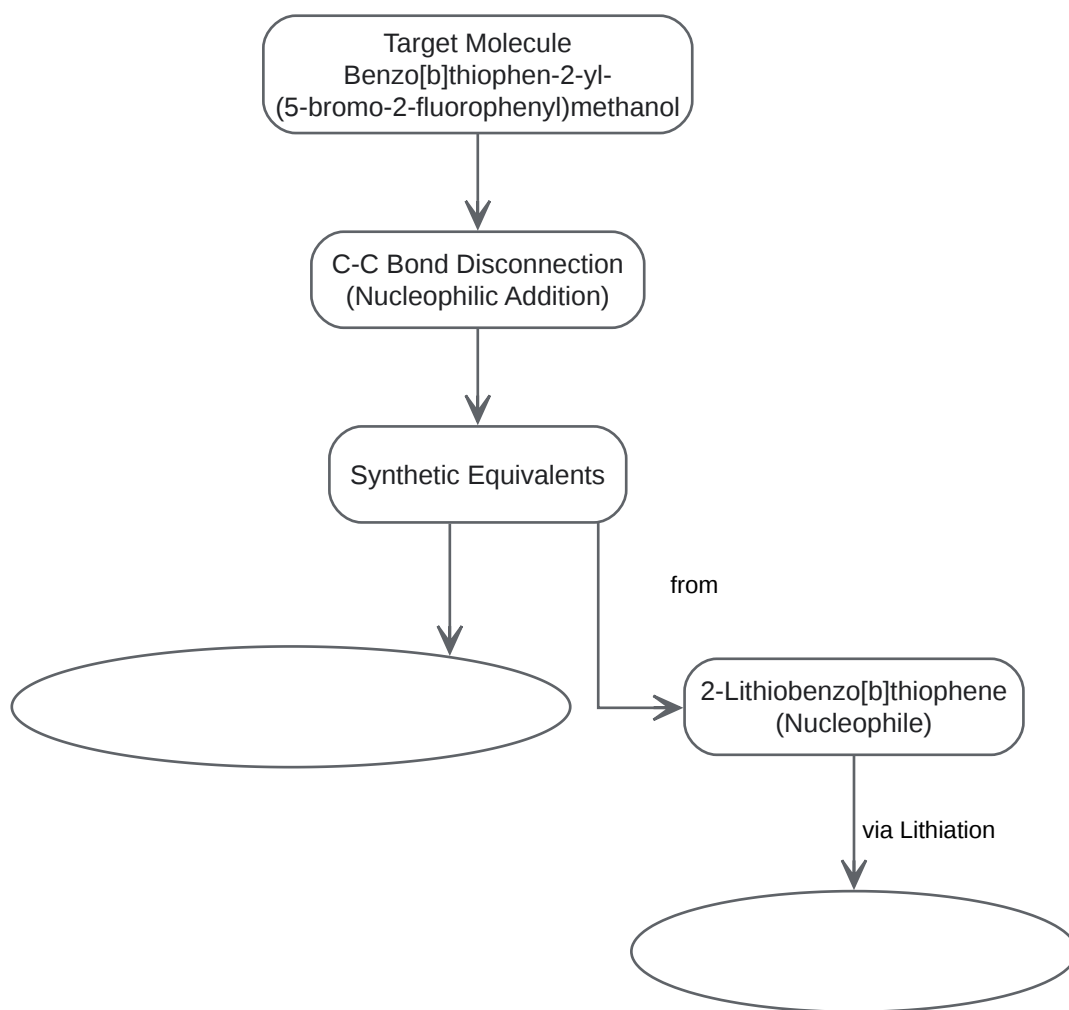 Target Molecule
Benzo[b]thiophen-2-yl-
(5-bromo-2-fluorophenyl)methanol
C-C Bond Disconnection
(Nucleophilic Addition)
Synthetic Equivalents
from
2-Lithiobenzo[b]thiophene
(Nucleophile)
via Lithiation